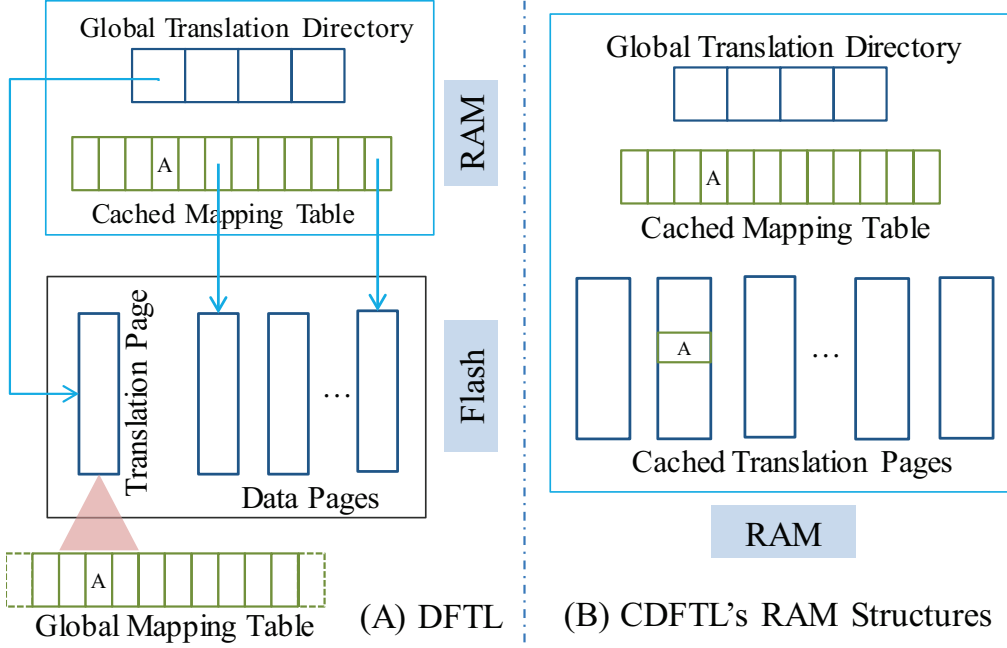 Global Translation Directory
A
Cached Mapping Table
RAM
Translation Page
…
Data Pages
Flash
A
Global Mapping Table
(A) DFTL
Global Translation Directory
A
Cached Mapping Table
A
…
Cached Translation Pages
RAM
(B) CDFTL's RAM Structures